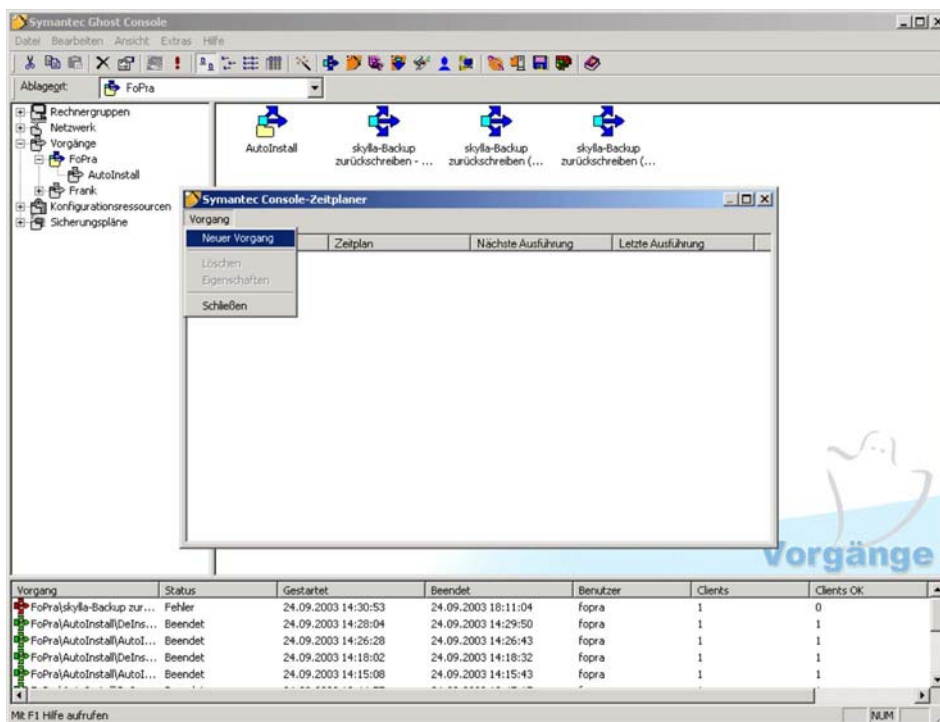 Symantec Ghost Console
Datei Bearbeiten Ansicht Extras Hilfe
Ablageort: FoPra
Rechnergruppen
Netzwerk
Vorgänge
FoPra
AutoInstall
Frank
Konfigurationsressourcen
Sicherungspläne
AutoInstall
skylla-Backup zurückschreiben - ...
skylla-Backup zurückschreiben (...
skylla-Backup zurückschreiben (...
Symantec Console-Zeitplaner
Vorgang
Neuer Vorgang
Löschen
Eigenschaften
Schließen
Zeitplan Nächste Ausführung Letzte Ausführung
Vorgänge
Vorgang Status Gestartet Beendet Benutzer Clients Clients OK
FoPra\skylla-Backup zur... Fehler 24.09.2003 14:30:53 24.09.2003 18:11:04 fopra 1 0
FoPra\AutoInstall\DeIns... Beendet 24.09.2003 14:28:04 24.09.2003 14:29:50 fopra 1 1
FoPra\AutoInstall\AutoI... Beendet 24.09.2003 14:26:28 24.09.2003 14:26:43 fopra 1 1
FoPra\AutoInstall\DeIns... Beendet 24.09.2003 14:18:02 24.09.2003 14:18:32 fopra 1 1
FoPra\AutoInstall\AutoI... Beendet 24.09.2003 14:15:08 24.09.2003 14:15:43 fopra 1 1
Mit F1 Hilfe aufrufen NUM